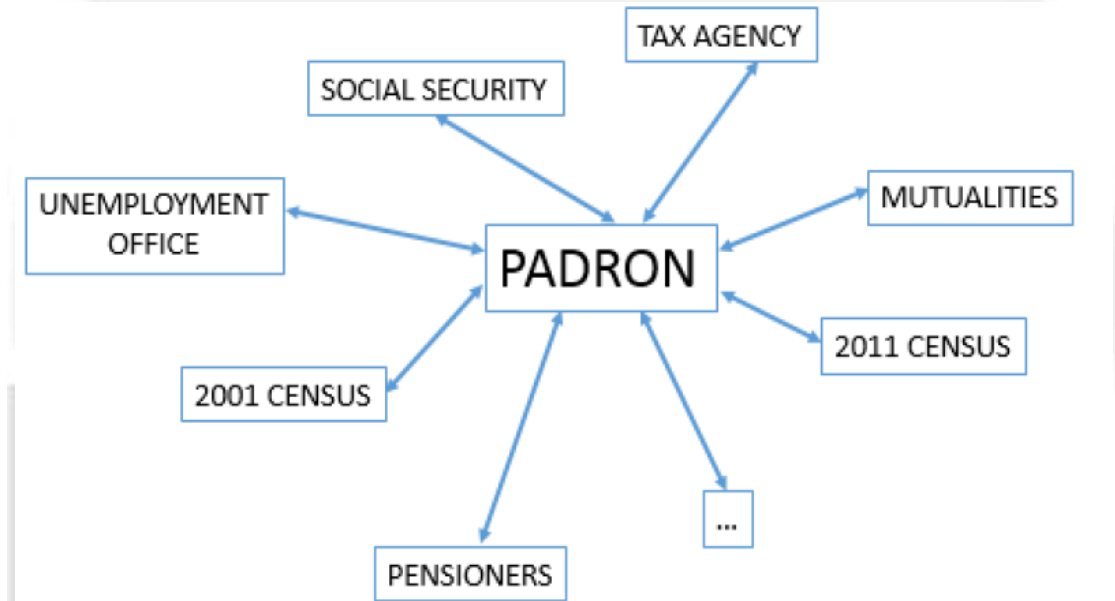 TAX AGENCY
SOCIAL SECURITY
UNEMPLOYMENT
OFFICE
MUTUALITIES
PADRON
2011 CENSUS
2001 CENSUS
...
PENSIONERS